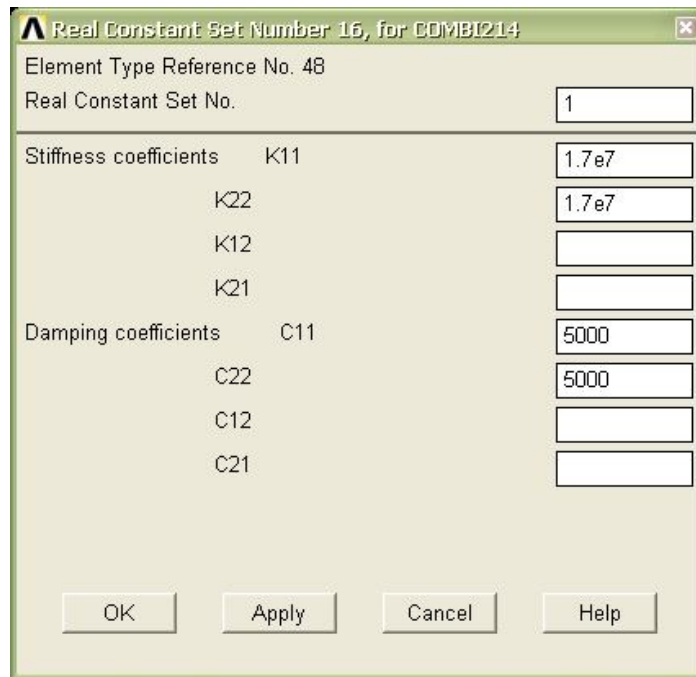 Real Constant Set Number 16, for COMBI214
Element Type Reference No. 48
Real Constant Set No. 1
Stiffness coefficients K11 1.7e7
K22 1.7e7
K12
K21
Damping coefficients C11 5000
C22 5000
C12
C21
OK Apply Cancel Help